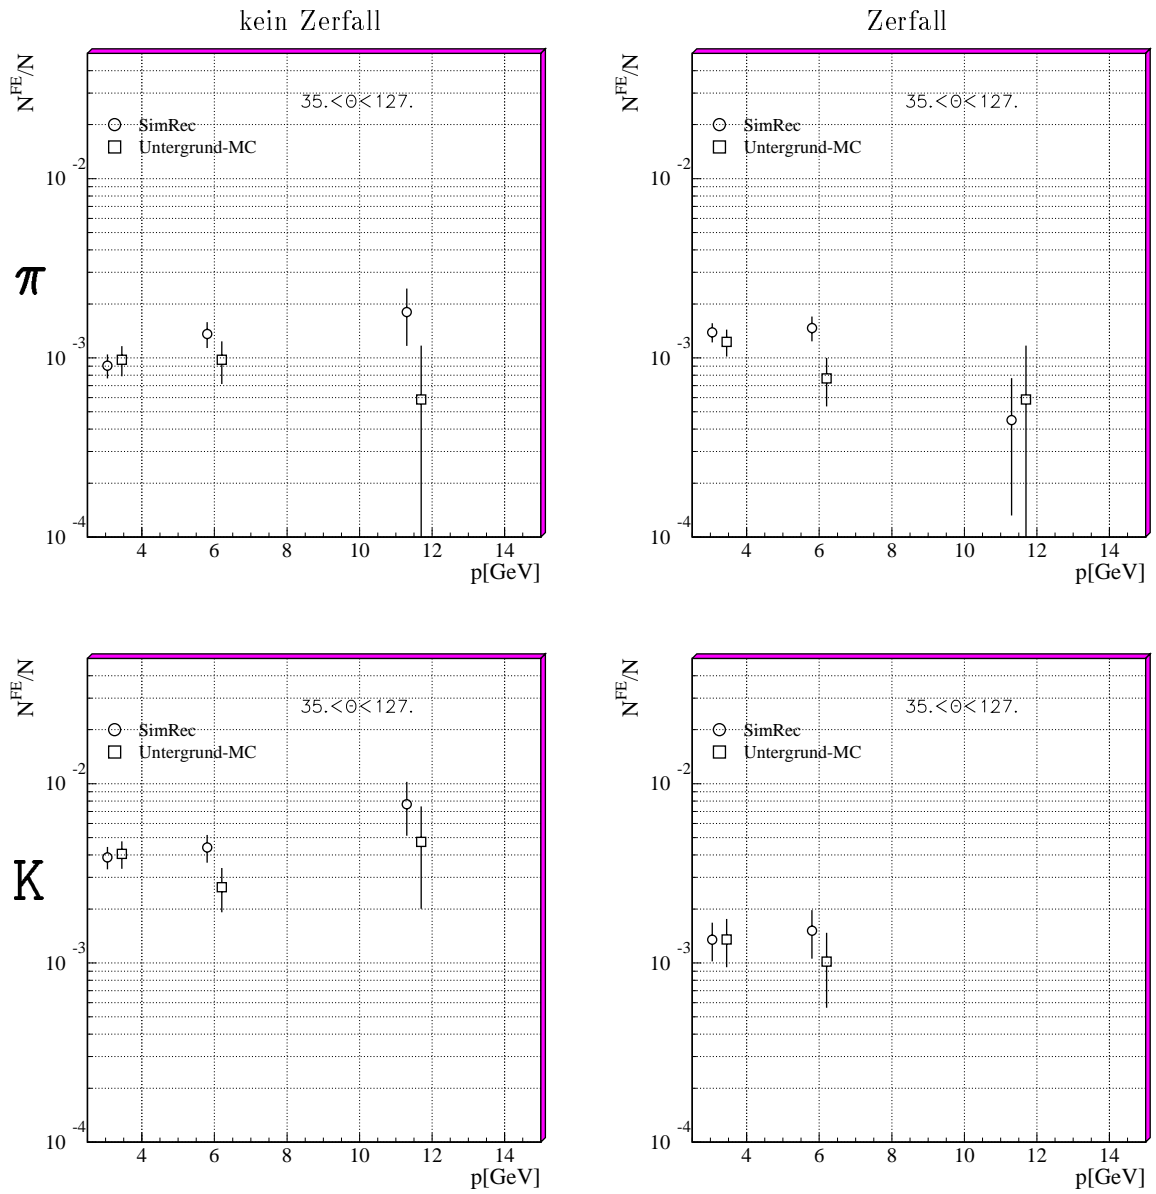 kein Zerfall
Zerfall
N^FE/N
35.<Θ<127.
SimRec
Untergrund-MC
10^-2
10^-3
10^-4
4 6 8 10 12 14
p[GeV]
π
N^FE/N
35.<Θ<127.
SimRec
Untergrund-MC
10^-2
10^-3
10^-4
4 6 8 10 12 14
p[GeV]
N^FE/N
35.<Θ<127.
SimRec
Untergrund-MC
10^-2
10^-3
10^-4
4 6 8 10 12 14
p[GeV]
K
N^FE/N
35.<Θ<127.
SimRec
Untergrund-MC
10^-2
10^-3
10^-4
4 6 8 10 12 14
p[GeV]